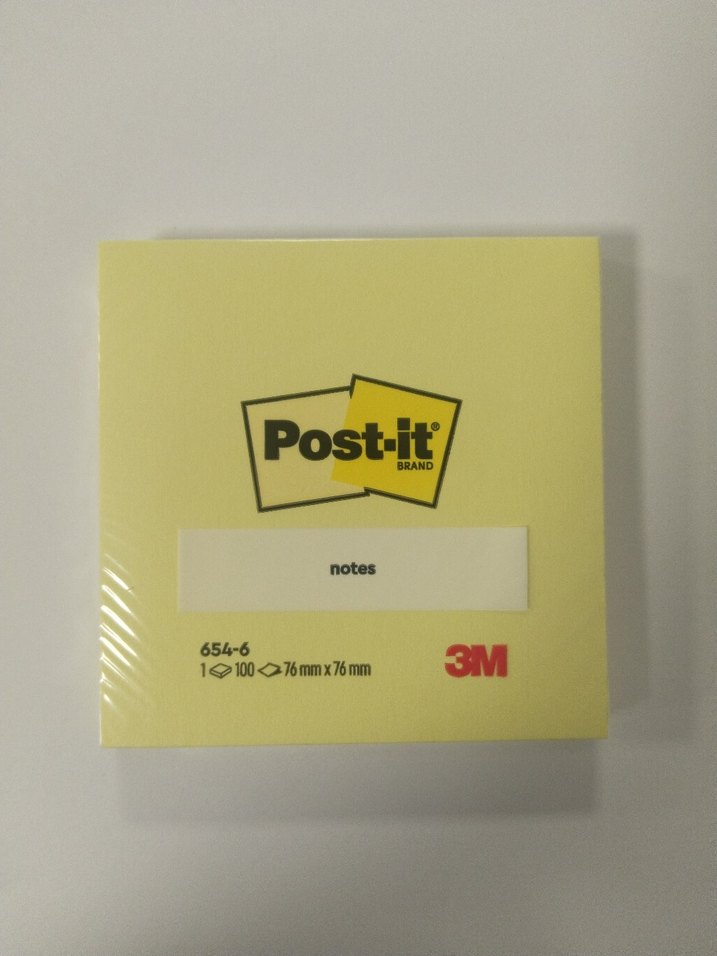 Post-it®
BRAND
notes
654-6
1 100 76 mm x 76 mm
3M